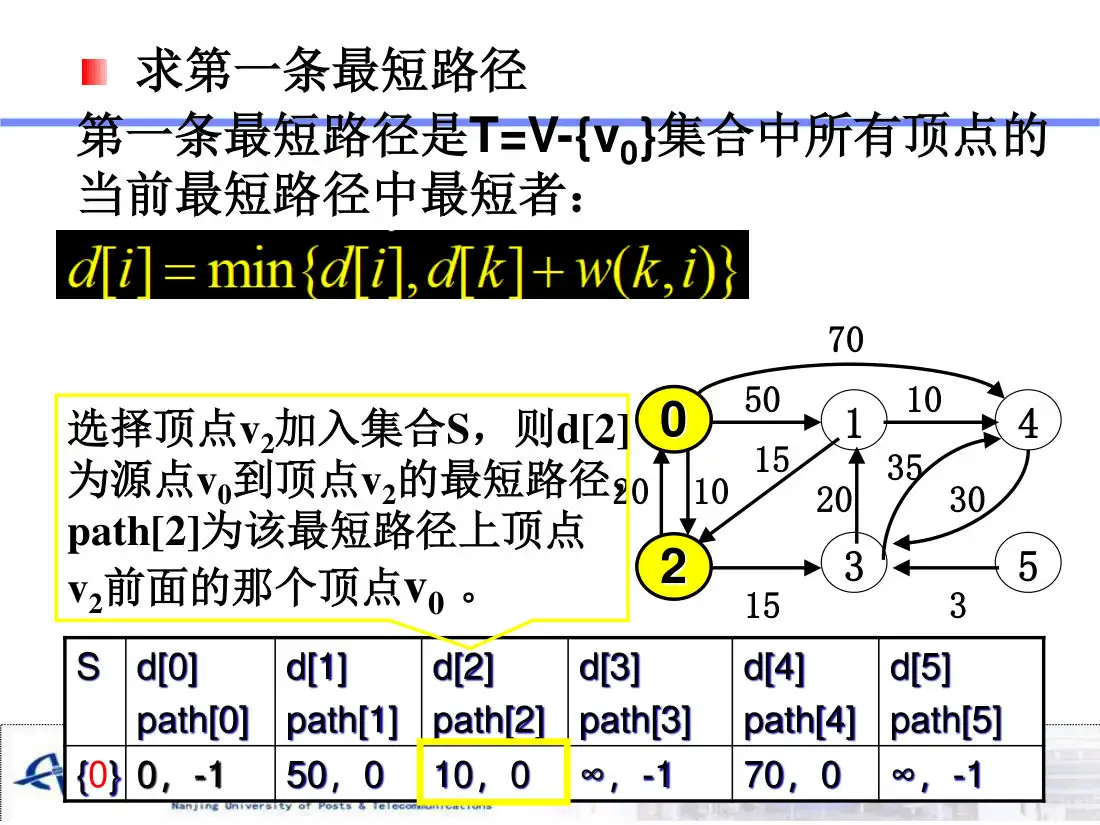 求第一条最短路径
第一条最短路径是T=V-{v0}集合中所有顶点的
当前最短路径中最短者：
d[i] = min{d[i], d[k] + w(k, i)}
70
0
50
1
10
4
15
35
20
10
20
30
2
3
5
15
3
选择顶点v2加入集合S，则d[2]
为源点v0到顶点v2的最短路径，
path[2]为该最短路径上顶点
v2前面的那个顶点v0 。
S d[0] d[1] d[2] d[3] d[4] d[5]
path[0] path[1] path[2] path[3] path[4] path[5]
{0} 0，-1 50，0 10，0 ∞，-1 70，0 ∞，-1
Nanjing University of Posts & Telecommunications